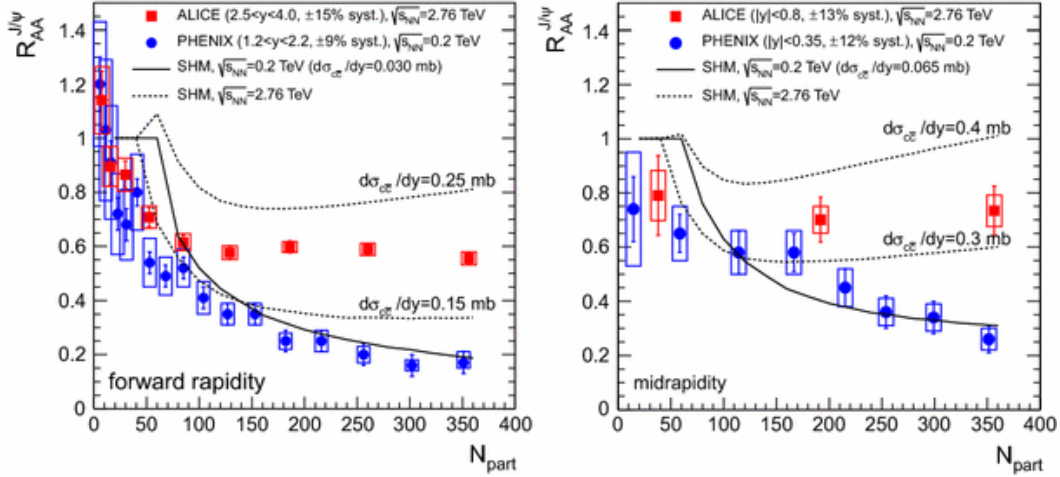 R_AA^J/ψ
ALICE (2.5<y<4.0, ±15% syst.), √s_NN=2.76 TeV
PHENIX (1.2<y<2.2, ±9% syst.), √s_NN=0.2 TeV
SHM, √s_NN=0.2 TeV (dσ_cc̅/dy=0.030 mb)
SHM, √s_NN=2.76 TeV
dσ_cc̅/dy=0.25 mb
dσ_cc̅/dy=0.15 mb
forward rapidity
1.4
1.2
1
0.8
0.6
0.4
0.2
0
0 50 100 150 200 250 300 350 400
N_part
R_AA^J/ψ
ALICE (|y|<0.8, ±13% syst.), √s_NN=2.76 TeV
PHENIX (|y|<0.35, ±12% syst.), √s_NN=0.2 TeV
SHM, √s_NN=0.2 TeV (dσ_cc̅/dy=0.065 mb)
SHM, √s_NN=2.76 TeV
dσ_cc̅/dy=0.4 mb
dσ_cc̅/dy=0.3 mb
midrapidity
1.4
1.2
1
0.8
0.6
0.4
0.2
0
0 50 100 150 200 250 300 350 400
N_part